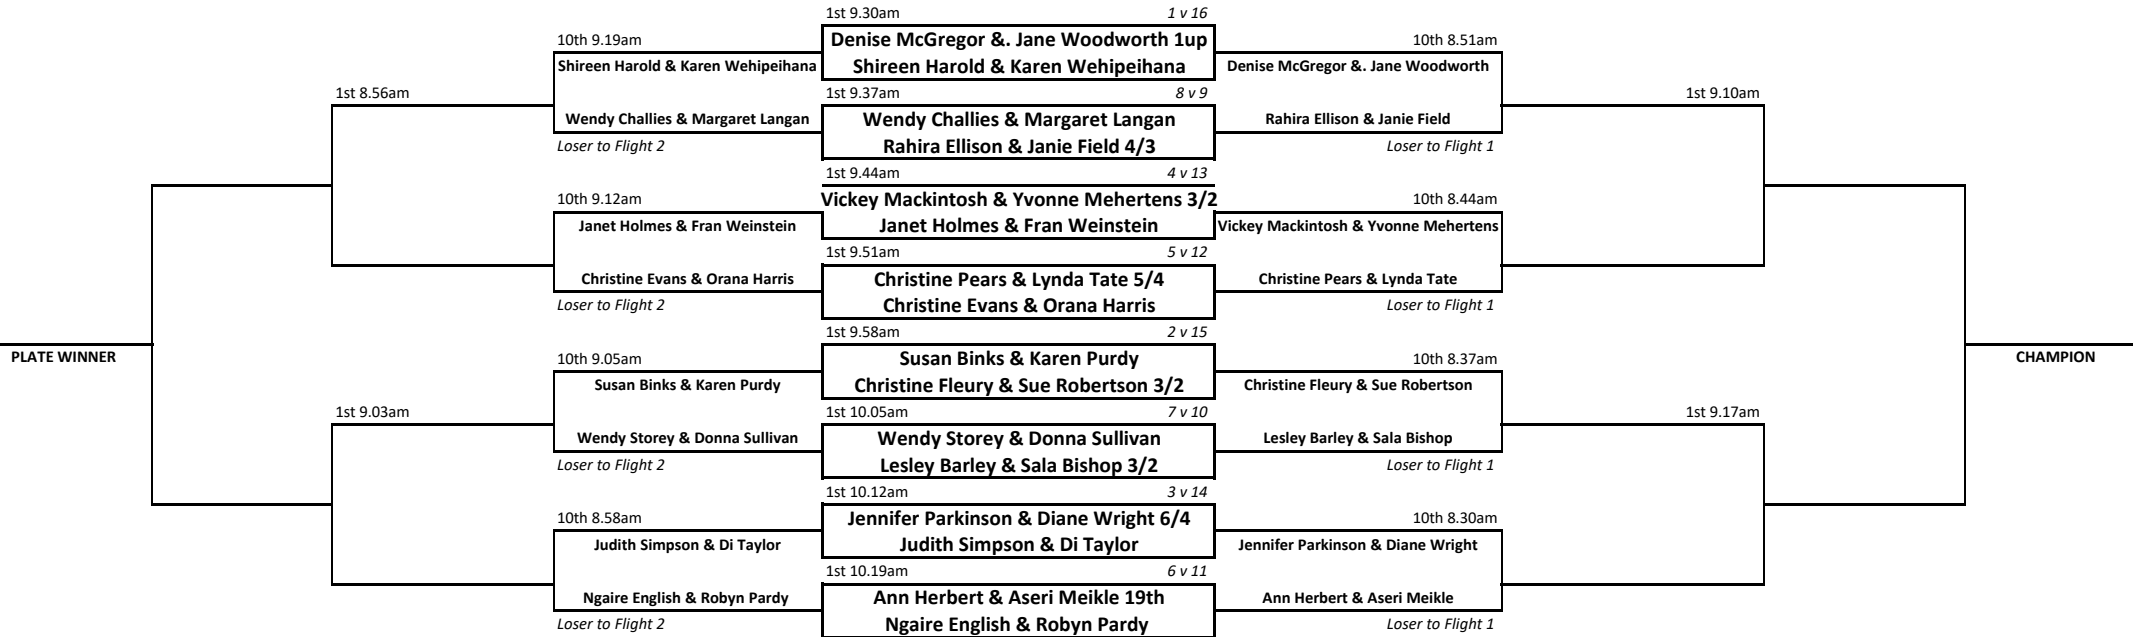 1st 9.30am 1 v 16
10th 9.19am Denise McGregor &. Jane Woodworth 1up 10th 8.51am
Shireen Harold & Karen Wehipeihana Shireen Harold & Karen Wehipeihana Denise McGregor &. Jane Woodworth
1st 8.56am 1st 9.37am 8 v 9 1st 9.10am
Wendy Challies & Margaret Langan Wendy Challies & Margaret Langan Rahira Ellison & Janie Field
Loser to Flight 2 Rahira Ellison & Janie Field 4/3 Loser to Flight 1
1st 9.44am 4 v 13
10th 9.12am Vickey Mackintosh & Yvonne Mehertens 3/2 10th 8.44am
Janet Holmes & Fran Weinstein Janet Holmes & Fran Weinstein Vickey Mackintosh & Yvonne Mehertens
1st 9.51am 5 v 12
Christine Evans & Orana Harris Christine Pears & Lynda Tate 5/4 Christine Pears & Lynda Tate
Loser to Flight 2 Christine Evans & Orana Harris Loser to Flight 1
1st 9.58am 2 v 15
PLATE WINNER 10th 9.05am Susan Binks & Karen Purdy 10th 8.37am CHAMPION
Susan Binks & Karen Purdy Christine Fleury & Sue Robertson 3/2 Christine Fleury & Sue Robertson
1st 9.03am 1st 10.05am 7 v 10 1st 9.17am
Wendy Storey & Donna Sullivan Wendy Storey & Donna Sullivan Lesley Barley & Sala Bishop
Loser to Flight 2 Lesley Barley & Sala Bishop 3/2 Loser to Flight 1
1st 10.12am 3 v 14
10th 8.58am Jennifer Parkinson & Diane Wright 6/4 10th 8.30am
Judith Simpson & Di Taylor Judith Simpson & Di Taylor Jennifer Parkinson & Diane Wright
1st 10.19am 6 v 11
Ngaire English & Robyn Pardy Ann Herbert & Aseri Meikle 19th Ann Herbert & Aseri Meikle
Loser to Flight 2 Ngaire English & Robyn Pardy Loser to Flight 1